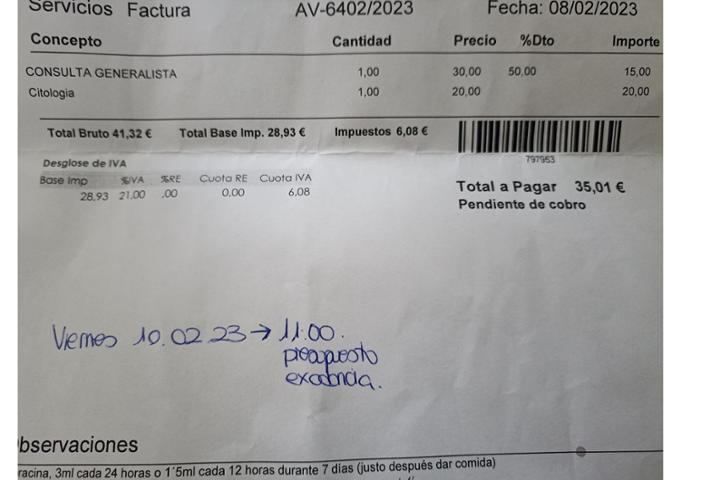 Servicios Factura AV-6402/2023 Fecha: 08/02/2023
Concepto Cantidad Precio %Dto Importe
CONSULTA GENERALISTA 1,00 30,00 50,00 15,00
Citologia 1,00 20,00 20,00
Total Bruto 41,32 € Total Base Imp. 28,93 € Impuestos 6,08 €
797953
Desglose de IVA
Base Imp %IVA %RE Cuota RE Cuota IVA
28,93 21,00 ,00 0,00 6,08
Total a Pagar 35,01 €
Pendiente de cobro
Viernes 10.02.23 → 11:00.
presupuesto
bservaciones
racina, 3ml cada 24 horas o 1´5ml cada 12 horas durante 7 días (justo después dar comida)